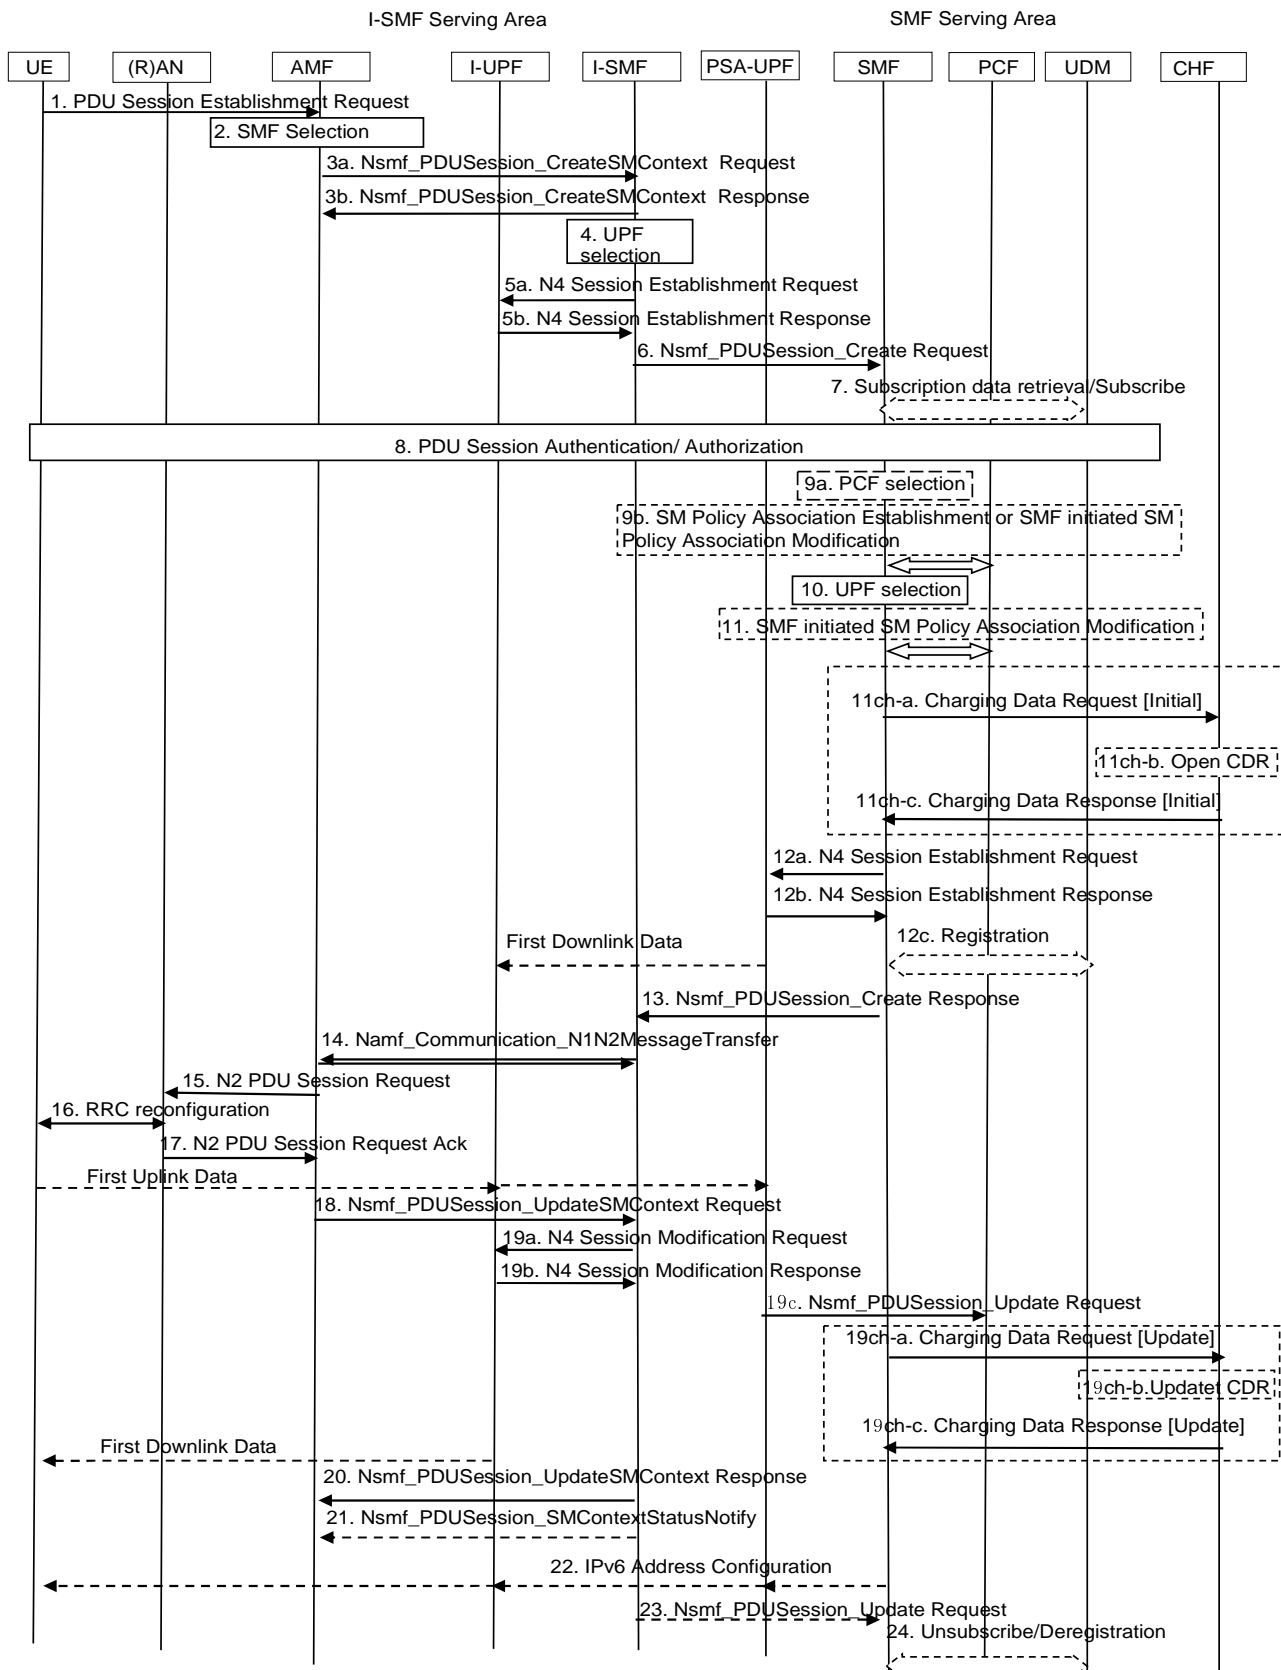 I-SMF Serving Area
SMF Serving Area
UE
(R)AN
AMF
I-UPF
I-SMF
PSA-UPF
SMF
PCF
UDM
CHF
1. PDU Session Establishment Request
2. SMF Selection
3a. Nsmf_PDUSession_CreateSMContext Request
3b. Nsmf_PDUSession_CreateSMContext Response
4. UPF
selection
5a. N4 Session Establishment Request
5b. N4 Session Establishment Response
6. Nsmf_PDUSession_Create Request
7. Subscription data retrieval/Subscribe
8. PDU Session Authentication/ Authorization
9a. PCF selection
9b. SM Policy Association Establishment or SMF initiated SM
Policy Association Modification
10. UPF selection
11. SMF initiated SM Policy Association Modification
11ch-a. Charging Data Request [Initial]
11ch-b. Open CDR
11ch-c. Charging Data Response [Initial]
12a. N4 Session Establishment Request
12b. N4 Session Establishment Response
12c. Registration
First Downlink Data
13. Nsmf_PDUSession_Create Response
14. Namf_Communication_N1N2MessageTransfer
15. N2 PDU Session Request
16. RRC reconfiguration
17. N2 PDU Session Request Ack
First Uplink Data
18. Nsmf_PDUSession_UpdateSMContext Request
19a. N4 Session Modification Request
19b. N4 Session Modification Response
19c. Nsmf_PDUSession_Update Request
19ch-a. Charging Data Request [Update]
19ch-b.Updatet CDR
19ch-c. Charging Data Response [Update]
First Downlink Data
20. Nsmf_PDUSession_UpdateSMContext Response
21. Nsmf_PDUSession_SMContextStatusNotify
22. IPv6 Address Configuration
23. Nsmf_PDUSession_Update Request
24. Unsubscribe/Deregistration